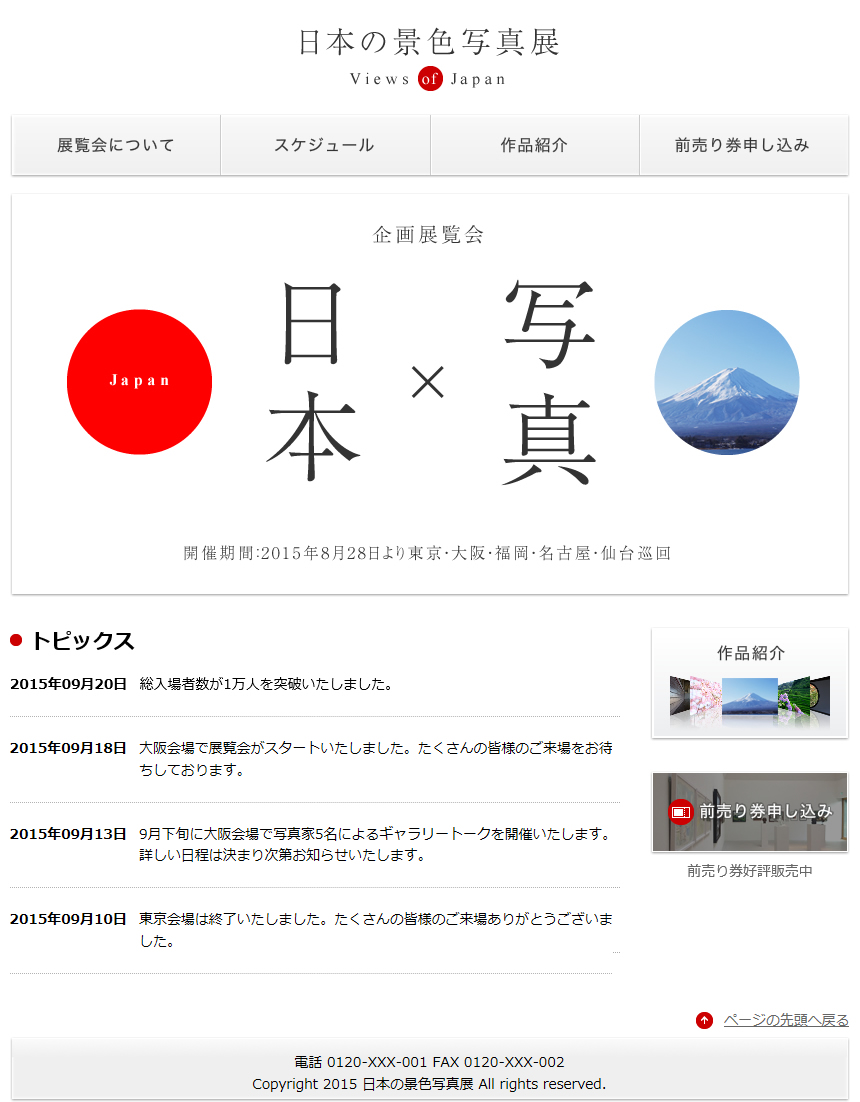 日本の景色写真展
Views of Japan
展覧会について
スケジュール
作品紹介
前売り券申し込み
企画展覧会
Japan
日本
×
写真
開催期間:2015年8月28日より東京・大阪・福岡・名古屋・仙台巡回
トピックス
2015年09月20日 総入場者数が1万人を突破いたしました。
2015年09月18日 大阪会場で展覧会がスタートいたしました。たくさんの皆様のご来場をお待
ちしております。
2015年09月13日 9月下旬に大阪会場で写真家5名によるギャラリートークを開催いたします。
詳しい日程は決まり次第お知らせいたします。
2015年09月10日 東京会場は終了いたしました。たくさんの皆様のご来場ありがとうございま
した。
作品紹介
前売り券申し込み
前売り券好評販売中
ページの先頭へ戻る
電話 0120-XXX-001 FAX 0120-XXX-002
Copyright 2015 日本の景色写真展 All rights reserved.